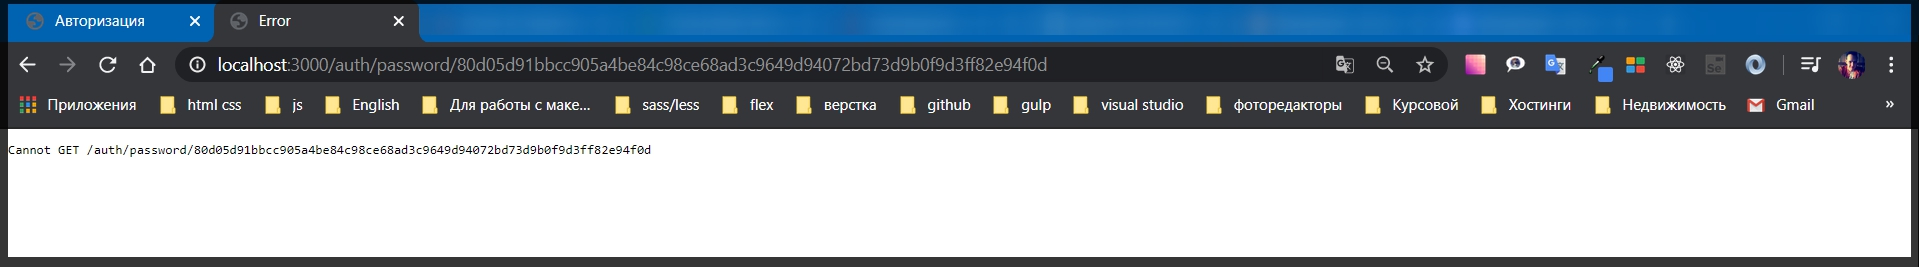 Авторизация Error
localhost:3000/auth/password/80d05d91bbcc905a4be84c98ce68ad3c9649d94072bd73d9b0f9d3ff82e94f0d
Приложения html css js English Для работы с маке... sass/less flex верстка github gulp visual studio фоторедакторы Курсовой Хостинги Недвижимость Gmail »
Cannot GET /auth/password/80d05d91bbcc905a4be84c98ce68ad3c9649d94072bd73d9b0f9d3ff82e94f0d